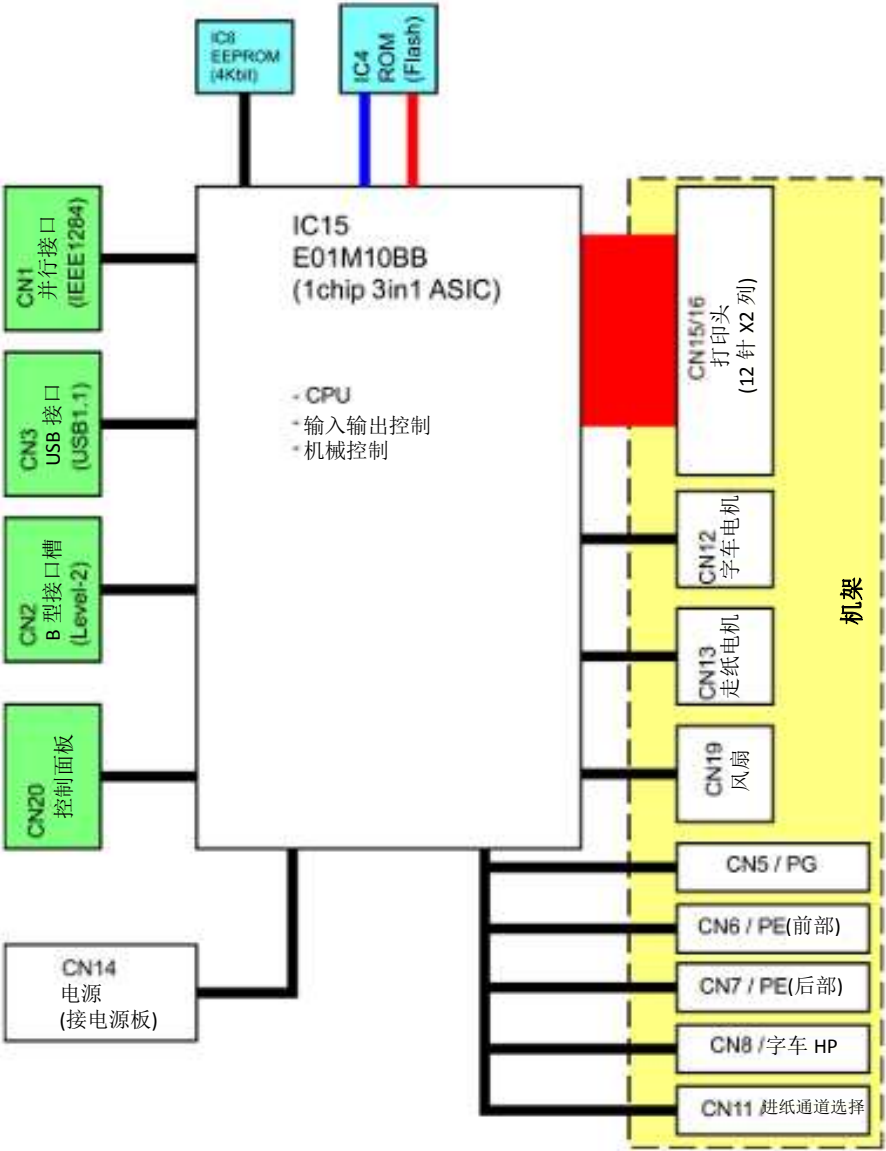 IC8
EEPROM
(4Kbit)
IC4
ROM
(Flash)
CN1
并行接口
(IEEE1284)
CN3
USB 接口
(USB1.1)
CN2
B 型接口槽
(Level-2)
CN20
控制面板
IC15
E01M10BB
(1chip 3in1 ASIC)
- CPU
- 输入输出控制
- 机械控制
CN14
电源
(接电源板)
CN15/16
打印头
(12 针 X2 列)
CN12
字车电机
CN13
走纸电机
CN19
风扇
机架
CN5 / PG
CN6 / PE(前部)
CN7 / PE(后部)
CN8 /字车 HP
CN11 /进纸通道选择